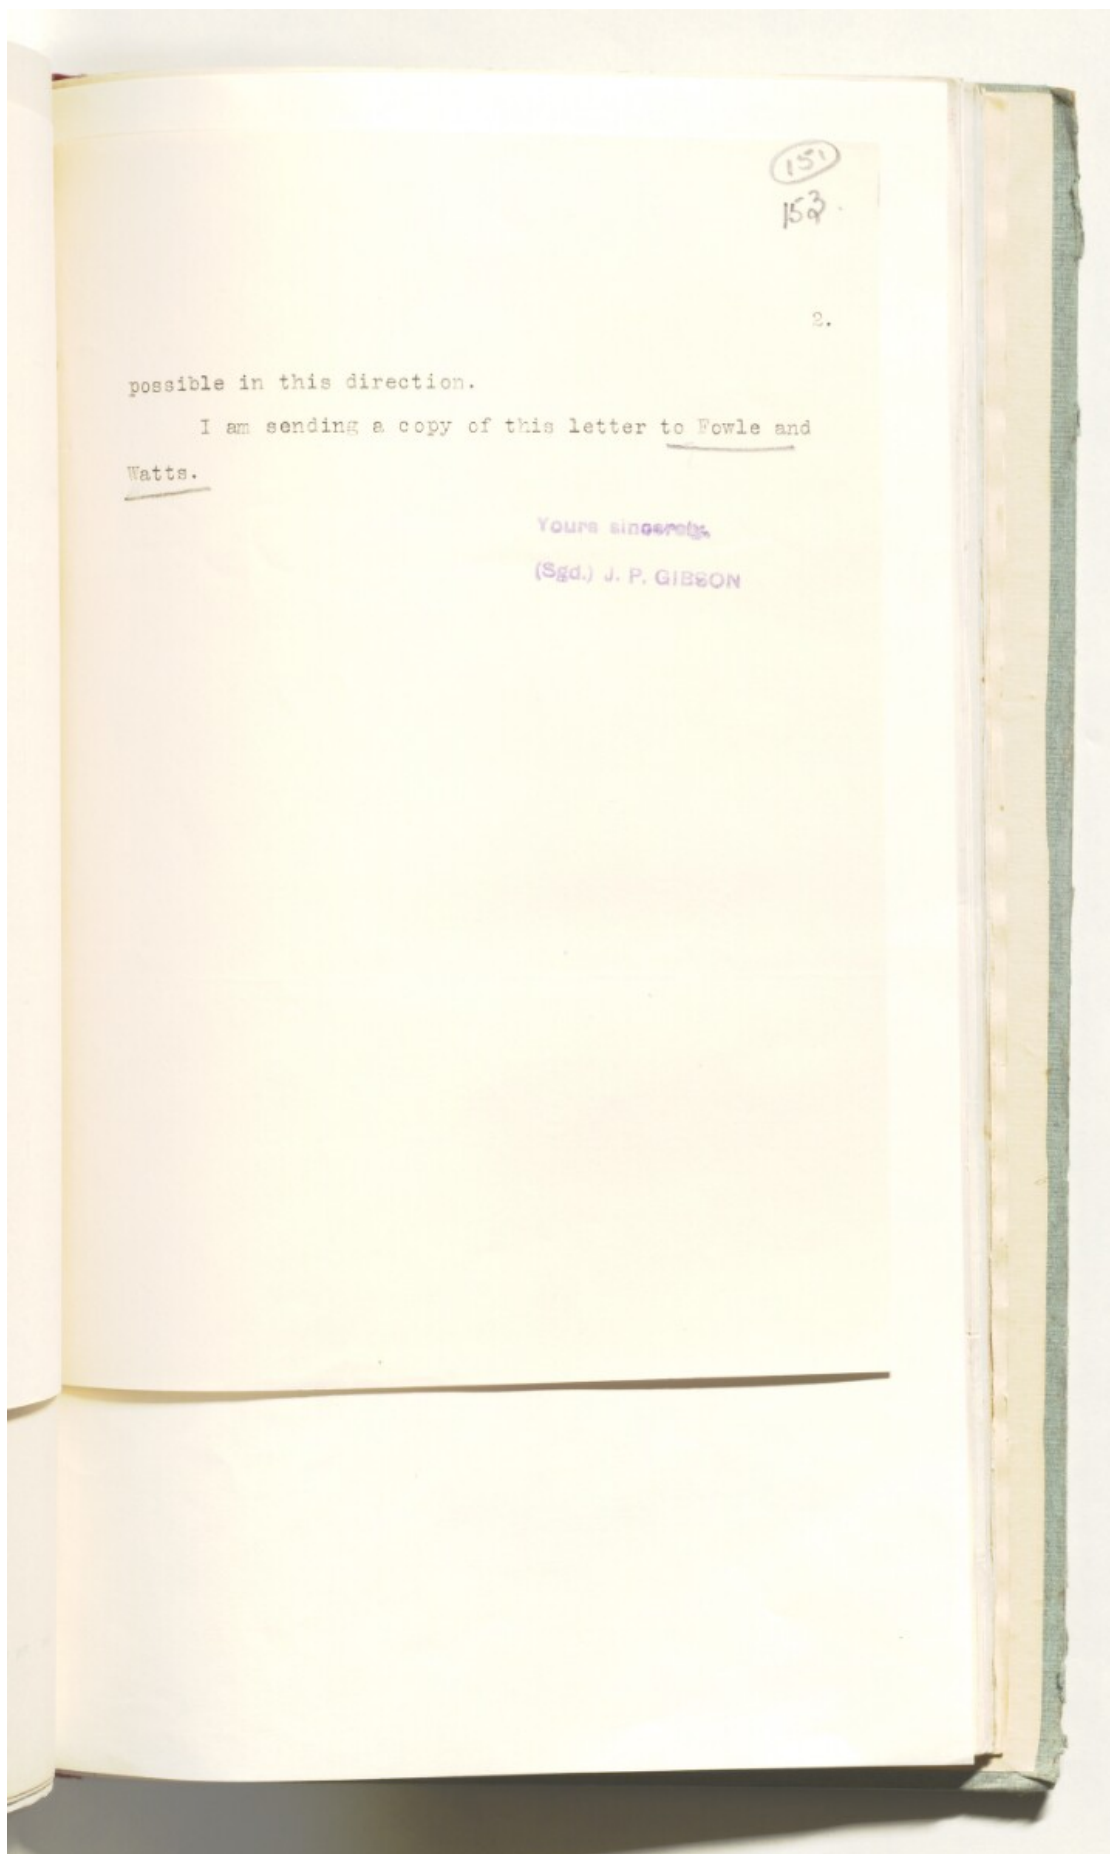 151
153.
2.
possible in this direction.
I am sending a copy of this letter to Fowle and
Watts.
Yours sincerely,
(Sgd.) J. P. GIBSON